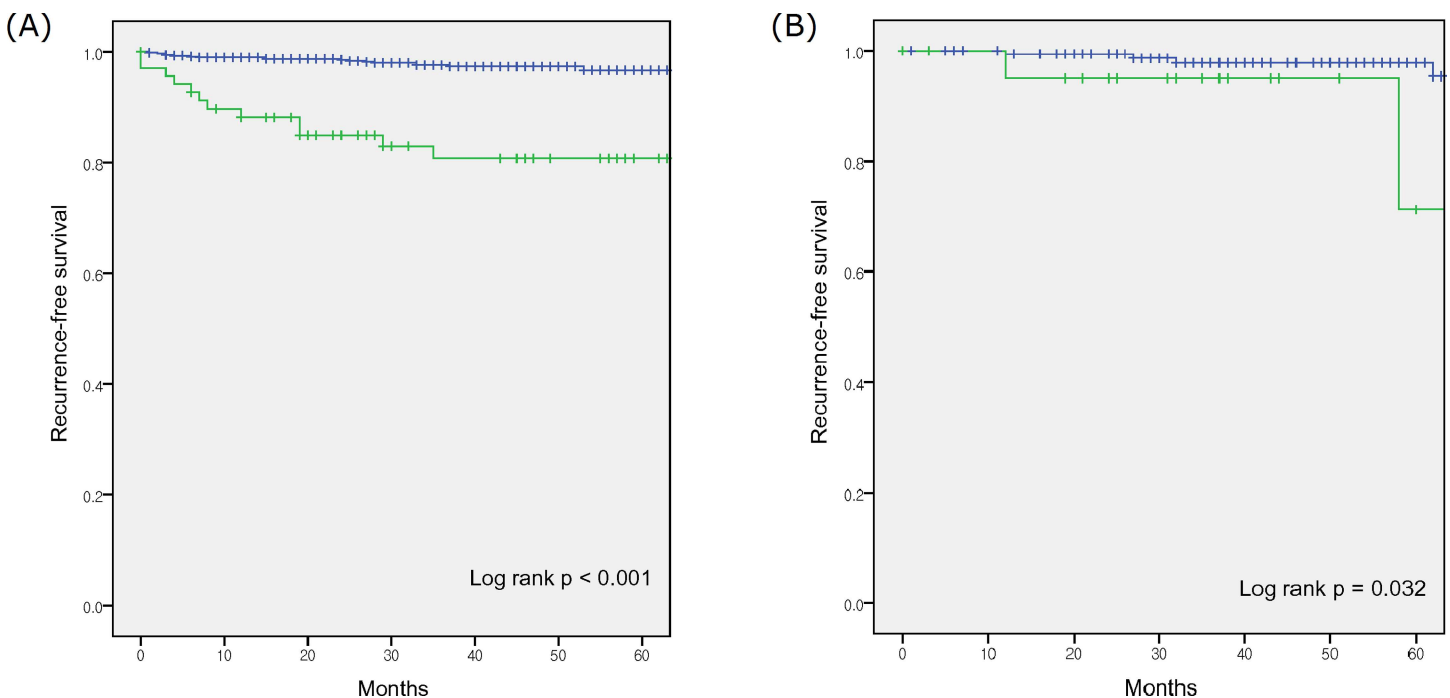 (A)
1.0
0.8
0.6
0.4
0.2
0.0
Recurrence-free survival
Log rank p < 0.001
0 10 20 30 40 50 60
Months
(B)
1.0
0.8
0.6
0.4
0.2
0.0
Recurrence-free survival
Log rank p = 0.032
0 10 20 30 40 50 60
Months